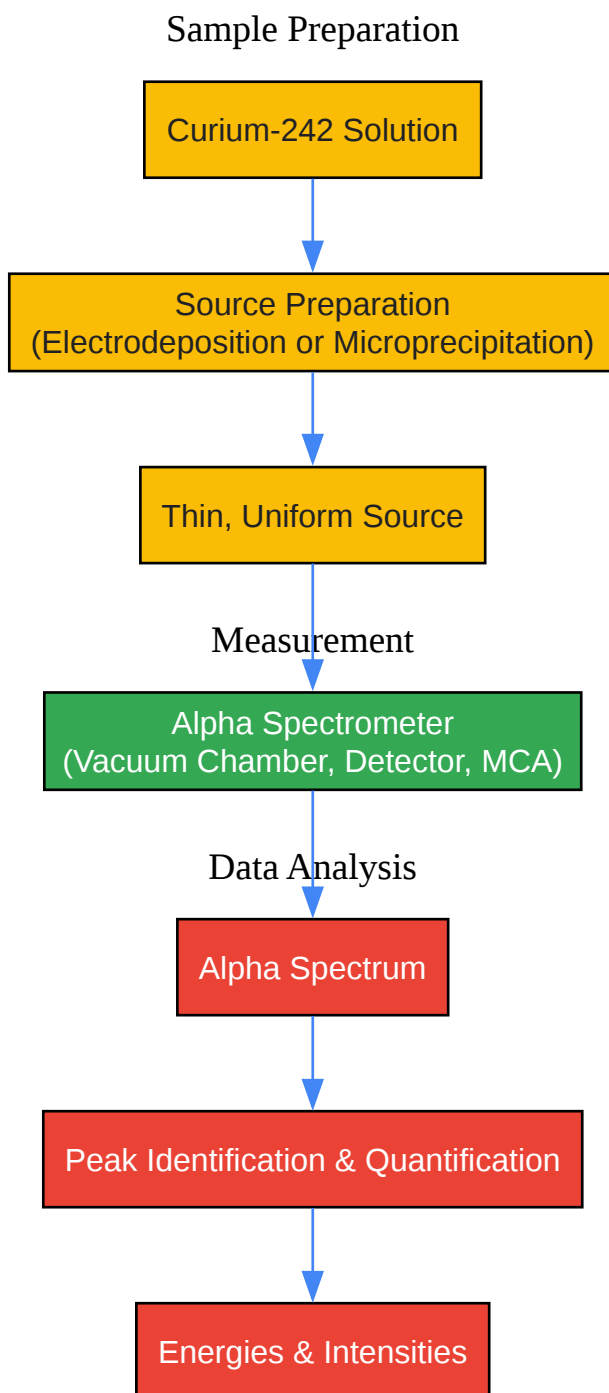 Sample Preparation
Curium-242 Solution
Source Preparation
(Electrodeposition or Microprecipitation)
Thin, Uniform Source
Measurement
Alpha Spectrometer
(Vacuum Chamber, Detector, MCA)
Data Analysis
Alpha Spectrum
Peak Identification & Quantification
Energies & Intensities